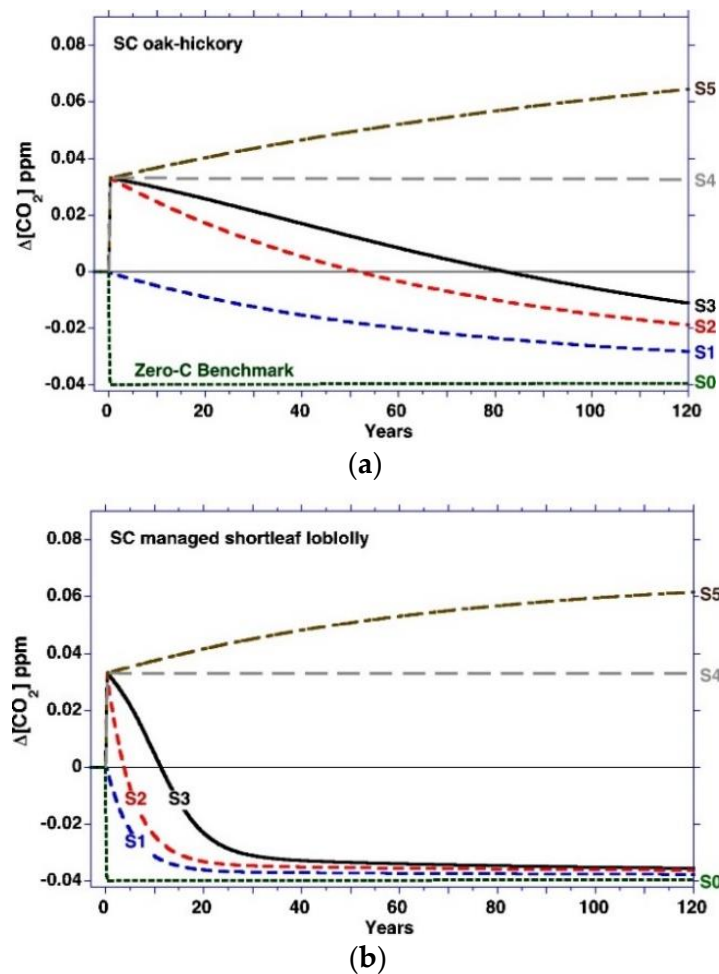 0.08
SC oak-hickory
0.06
S5
0.04
S4
0.02
0
S3
-0.02
S2
S1
Zero-C Benchmark
-0.04
S0
Δ[CO₂] ppm
0 20 40 60 80 100 120
Years
(a)
0.08
SC managed shortleaf loblolly
0.06
S5
0.04
S4
0.02
0
S2 S3
S1
-0.02
-0.04
S0
Δ[CO₂] ppm
0 20 40 60 80 100 120
Years
(b)